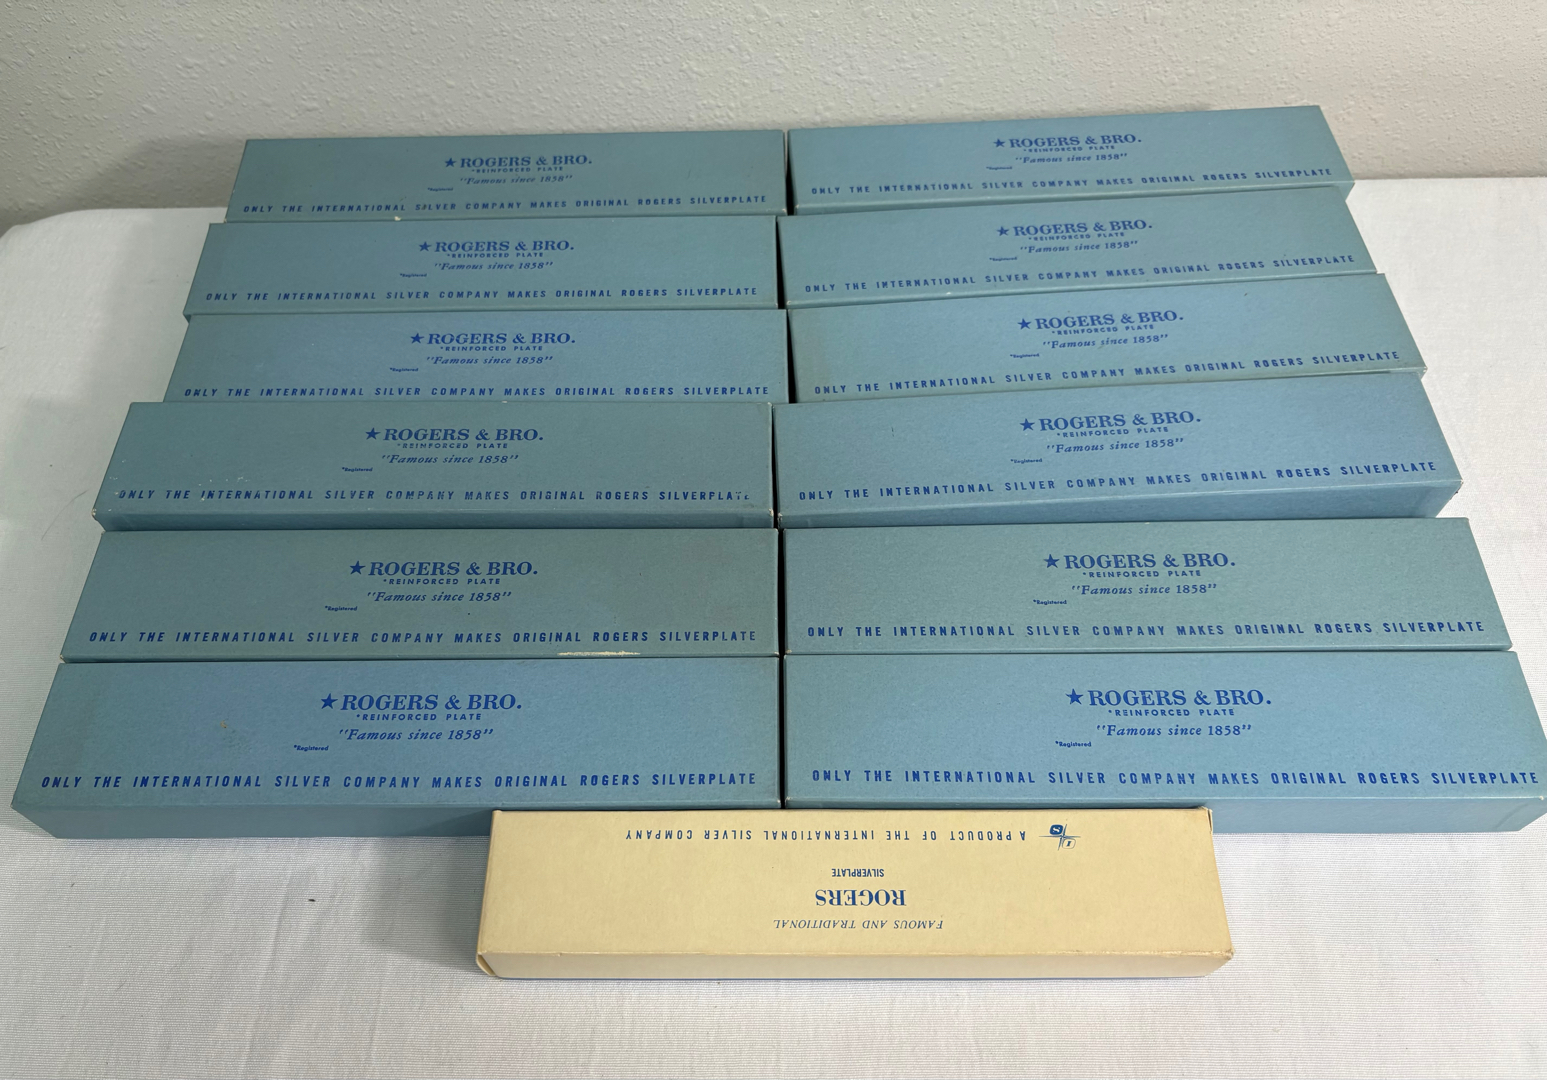 ★ ROGERS & BRO.
*REINFORCED PLATE
"Famous since 1858"
*Registered
ONLY THE INTERNATIONAL SILVER COMPANY MAKES ORIGINAL ROGERS SILVERPLATE
★ ROGERS & BRO.
*REINFORCED PLATE
"Famous since 1858"
*Registered
ONLY THE INTERNATIONAL SILVER COMPANY MAKES ORIGINAL ROGERS SILVERPLATE
★ ROGERS & BRO.
*REINFORCED PLATE
"Famous since 1858"
*Registered
ONLY THE INTERNATIONAL SILVER COMPANY MAKES ORIGINAL ROGERS SILVERPLATE
★ ROGERS & BRO.
*REINFORCED PLATE
"Famous since 1858"
*Registered
ONLY THE INTERNATIONAL SILVER COMPANY MAKES ORIGINAL ROGERS SILVERPLATE
★ ROGERS & BRO.
*REINFORCED PLATE
"Famous since 1858"
*Registered
ONLY THE INTERNATIONAL SILVER COMPANY MAKES ORIGINAL ROGERS SILVERPLATE
★ ROGERS & BRO.
*REINFORCED PLATE
"Famous since 1858"
*Registered
ONLY THE INTERNATIONAL SILVER COMPANY MAKES ORIGINAL ROGERS SILVERPLATE
★ ROGERS & BRO.
*REINFORCED PLATE
"Famous since 1858"
*Registered
ONLY THE INTERNATIONAL SILVER COMPANY MAKES ORIGINAL ROGERS SILVERPLATE
★ ROGERS & BRO.
*REINFORCED PLATE
"Famous since 1858"
*Registered
ONLY THE INTERNATIONAL SILVER COMPANY MAKES ORIGINAL ROGERS SILVERPLATE
★ ROGERS & BRO.
*REINFORCED PLATE
"Famous since 1858"
*Registered
ONLY THE INTERNATIONAL SILVER COMPANY MAKES ORIGINAL ROGERS SILVERPLATE
★ ROGERS & BRO.
*REINFORCED PLATE
"Famous since 1858"
*Registered
ONLY THE INTERNATIONAL SILVER COMPANY MAKES ORIGINAL ROGERS SILVERPLATE
★ ROGERS & BRO.
*REINFORCED PLATE
"Famous since 1858"
*Registered
ONLY THE INTERNATIONAL SILVER COMPANY MAKES ORIGINAL ROGERS SILVERPLATE
★ ROGERS & BRO.
*REINFORCED PLATE
"Famous since 1858"
*Registered
ONLY THE INTERNATIONAL SILVER COMPANY MAKES ORIGINAL ROGERS SILVERPLATE
FAMOUS AND TRADITIONAL
ROGERS
SILVERPLATE
I S
A PRODUCT OF THE INTERNATIONAL SILVER COMPANY